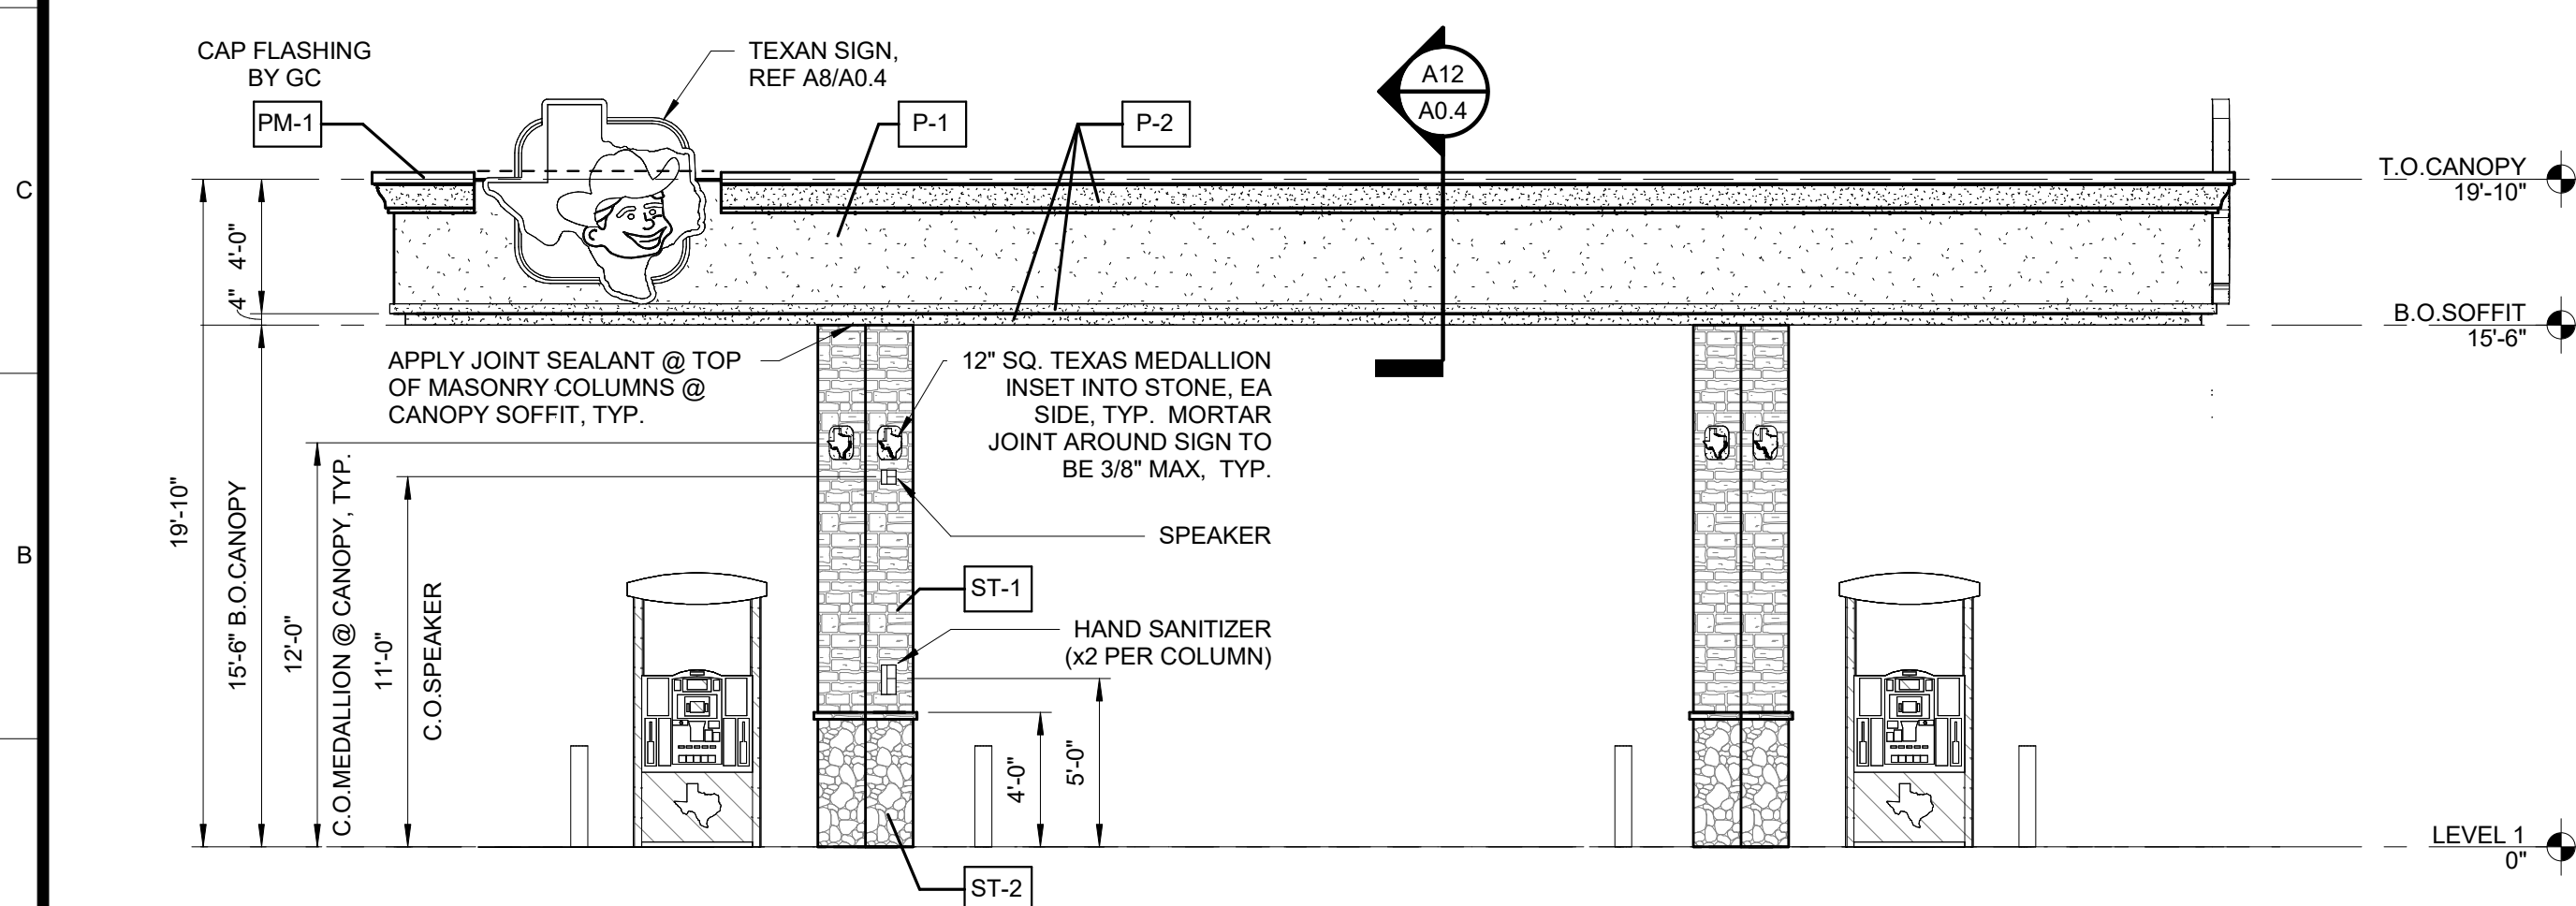 CAP FLASHING
BY GC
PM-1
TEXAN SIGN,
REF A8/A0.4
P-1
P-2
A12
A0.4
T.O.CANOPY
19'-10"
B.O.SOFFIT
15'-6"
LEVEL 1
0"
C
B
4'-0"
4"
19'-10"
15'-6" B.O.CANOPY
12'-0"
C.O.MEDALLION @ CANOPY, TYP.
11'-0"
C.O.SPEAKER
APPLY JOINT SEALANT @ TOP
OF MASONRY COLUMNS @
CANOPY SOFFIT, TYP.
12" SQ. TEXAS MEDALLION
INSET INTO STONE, EA
SIDE, TYP. MORTAR
JOINT AROUND SIGN TO
BE 3/8" MAX, TYP.
SPEAKER
ST-1
HAND SANITIZER
(x2 PER COLUMN)
4'-0"
5'-0"
ST-2